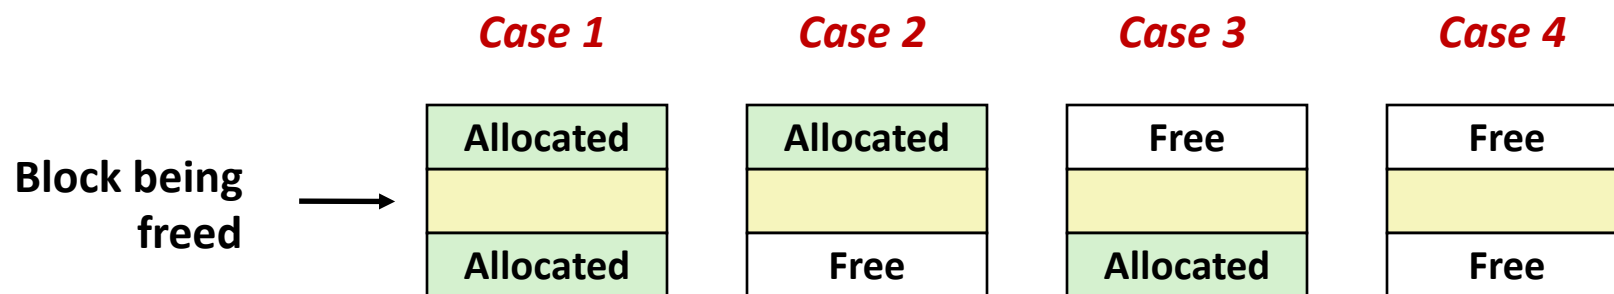 Case 1 Case 2 Case 3 Case 4
Allocated Allocated Free Free
Block being
freed
Allocated Free Allocated Free